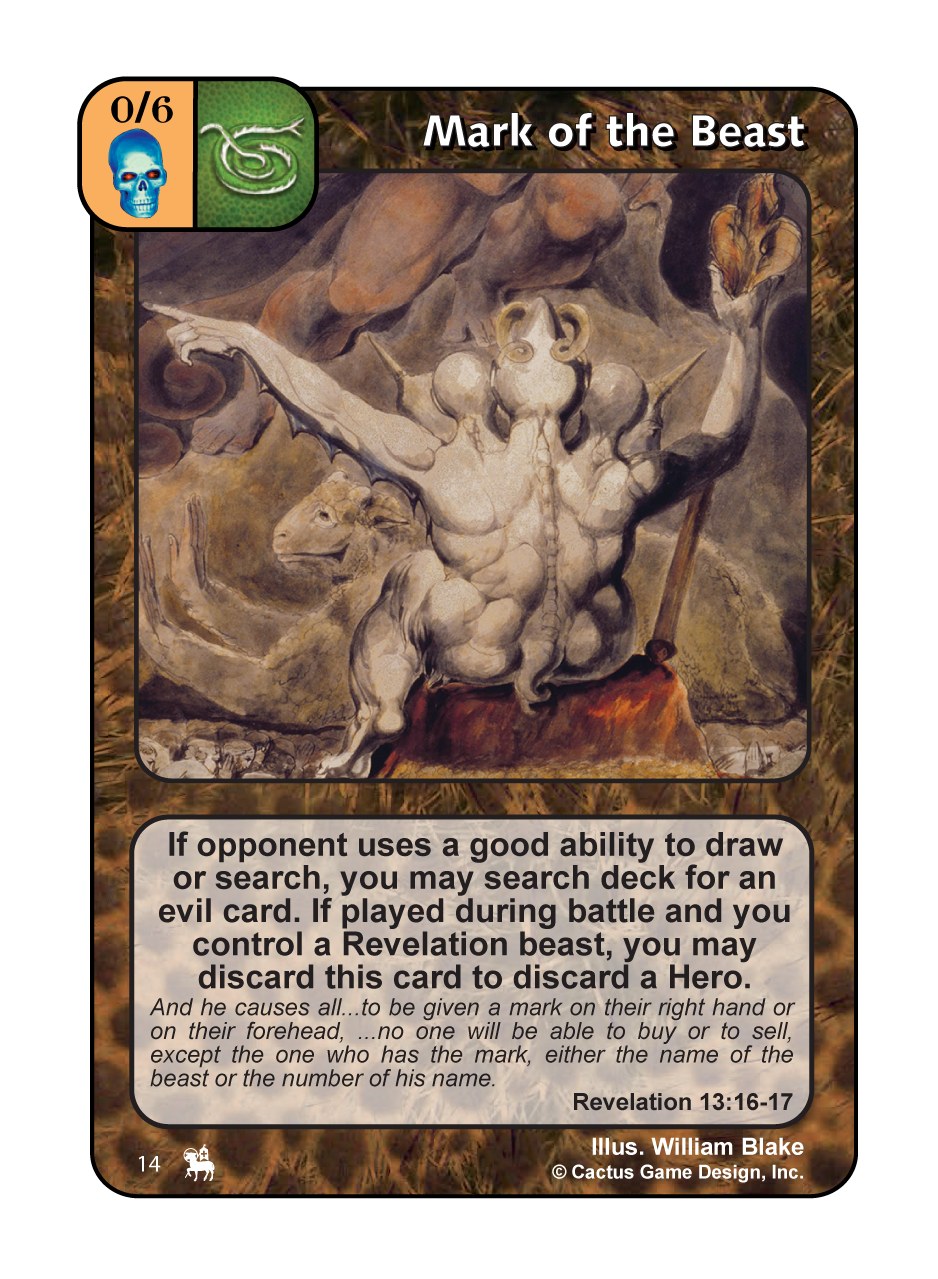 0/6
Mark of the Beast
If opponent uses a good ability to draw
or search, you may search deck for an
evil card. If played during battle and you
control a Revelation beast, you may
discard this card to discard a Hero.
And he causes all...to be given a mark on their right hand or
on their forehead, ...no one will be able to buy or to sell,
except the one who has the mark, either the name of the
beast or the number of his name.
Revelation 13:16-17
14
Illus. William Blake
© Cactus Game Design, Inc.